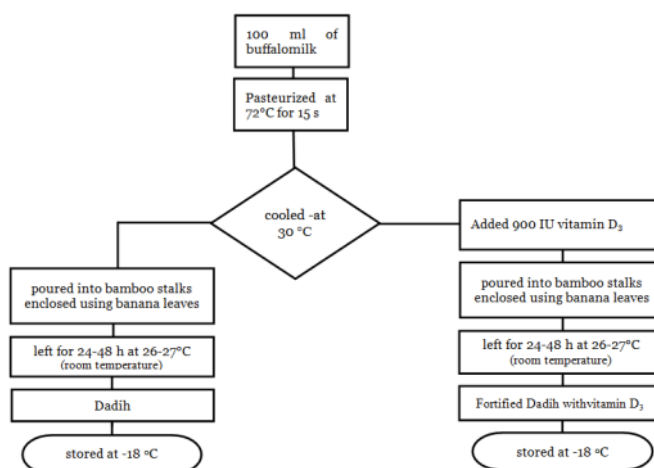 100 ml of
buffalomilk
Pasteurized at
72°C for 15 s
cooled -at
30 °C
poured into bamboo stalks
enclosed using banana leaves
left for 24-48 h at 26-27°C
(room temperature)
Dadih
stored at -18 °C
Added 900 IU vitamin D₃
poured into bamboo stalks
enclosed using banana leaves
left for 24-48 h at 26-27°C
(room temperature)
Fortified Dadih withvitamin D₃
stored at -18 °C